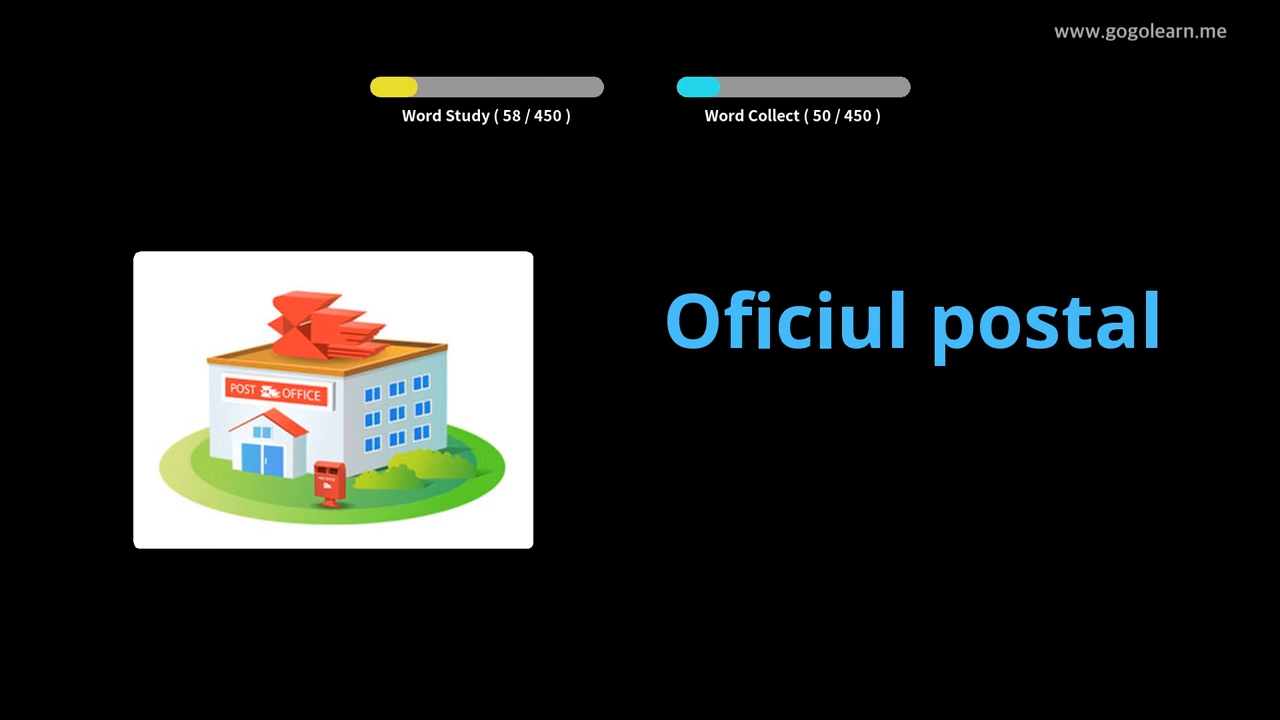 www.gogolearn.me
Word Study ( 58 / 450 )
Word Collect ( 50 / 450 )
Oficiul postal
POST OFFICE